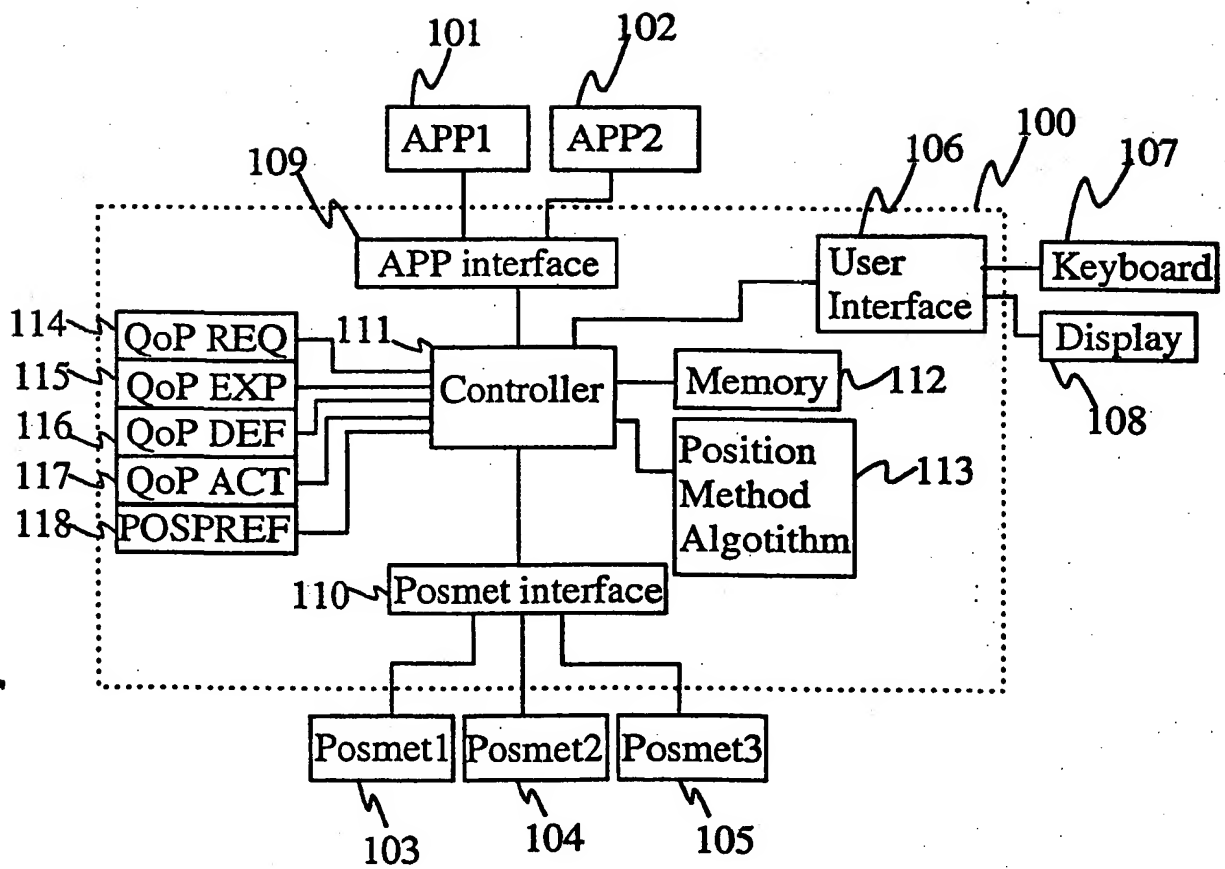 101
102
APP1
APP2
109
106
100
107
APP interface
User
Interface
Keyboard
Display
108
114
QoP REQ
111
115
QoP EXP
Controller
Memory
112
116
QoP DEF
117
QoP ACT
Position
Method
Algotithm
113
118
POSPREF
110
Posmet interface
Posmet1
Posmet2
Posmet3
103
104
105